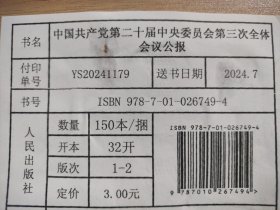 书名 中国共产党第二十届中央委员会第三次全体
会议公报
付印单号 YS20241179 送书日期 2024.7
书号 ISBN 978-7-01-026749-4
人民出版社
数量 150本/捆
开本 32开
版次 1-2
定价 3.00元
ISBN 978-7-01-026749-4
9 787010 267494 >